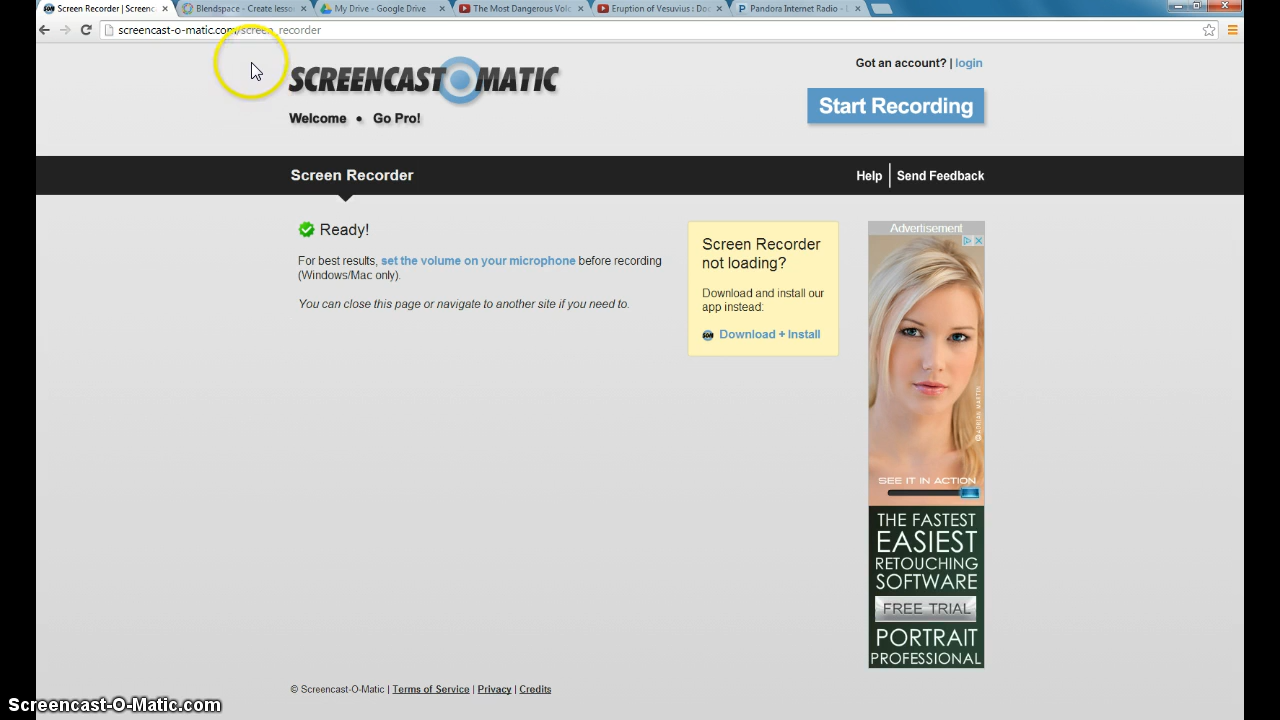 Screen Recorder | Screenc
Blendspace - Create lesso
My Drive - Google Drive
The Most Dangerous Volc
Eruption of Vesuvius : Do
Pandora Internet Radio - L
screencast-o-matic.com/screen_recorder
SCREENCAST O MATIC
Got an account? | login
Start Recording
Welcome • Go Pro!
Screen Recorder
Help
Send Feedback
Ready!
For best results, set the volume on your microphone before recording
(Windows/Mac only).
You can close this page or navigate to another site if you need to.
Screen Recorder
not loading?
Download and install our
app instead:
SOM Download + Install
Advertisement
© ADRIAN MARTIN
SEE IT IN ACTION
THE FASTEST
EASIEST
RETOUCHING
SOFTWARE
FREE TRIAL
PORTRAIT
PROFESSIONAL
© Screencast-O-Matic | Terms of Service | Privacy | Credits
Screencast-O-Matic.com